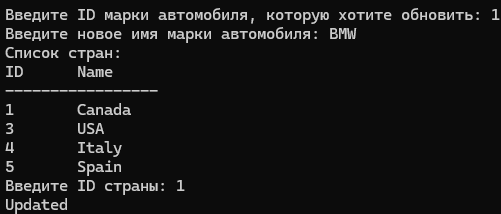 Введите ID марки автомобиля, которую хотите обновить: 1
Введите новое имя марки автомобиля: BMW
Список стран:
ID      Name
-----------------
1       Canada
3       USA
4       Italy
5       Spain
Введите ID страны: 1
Updated